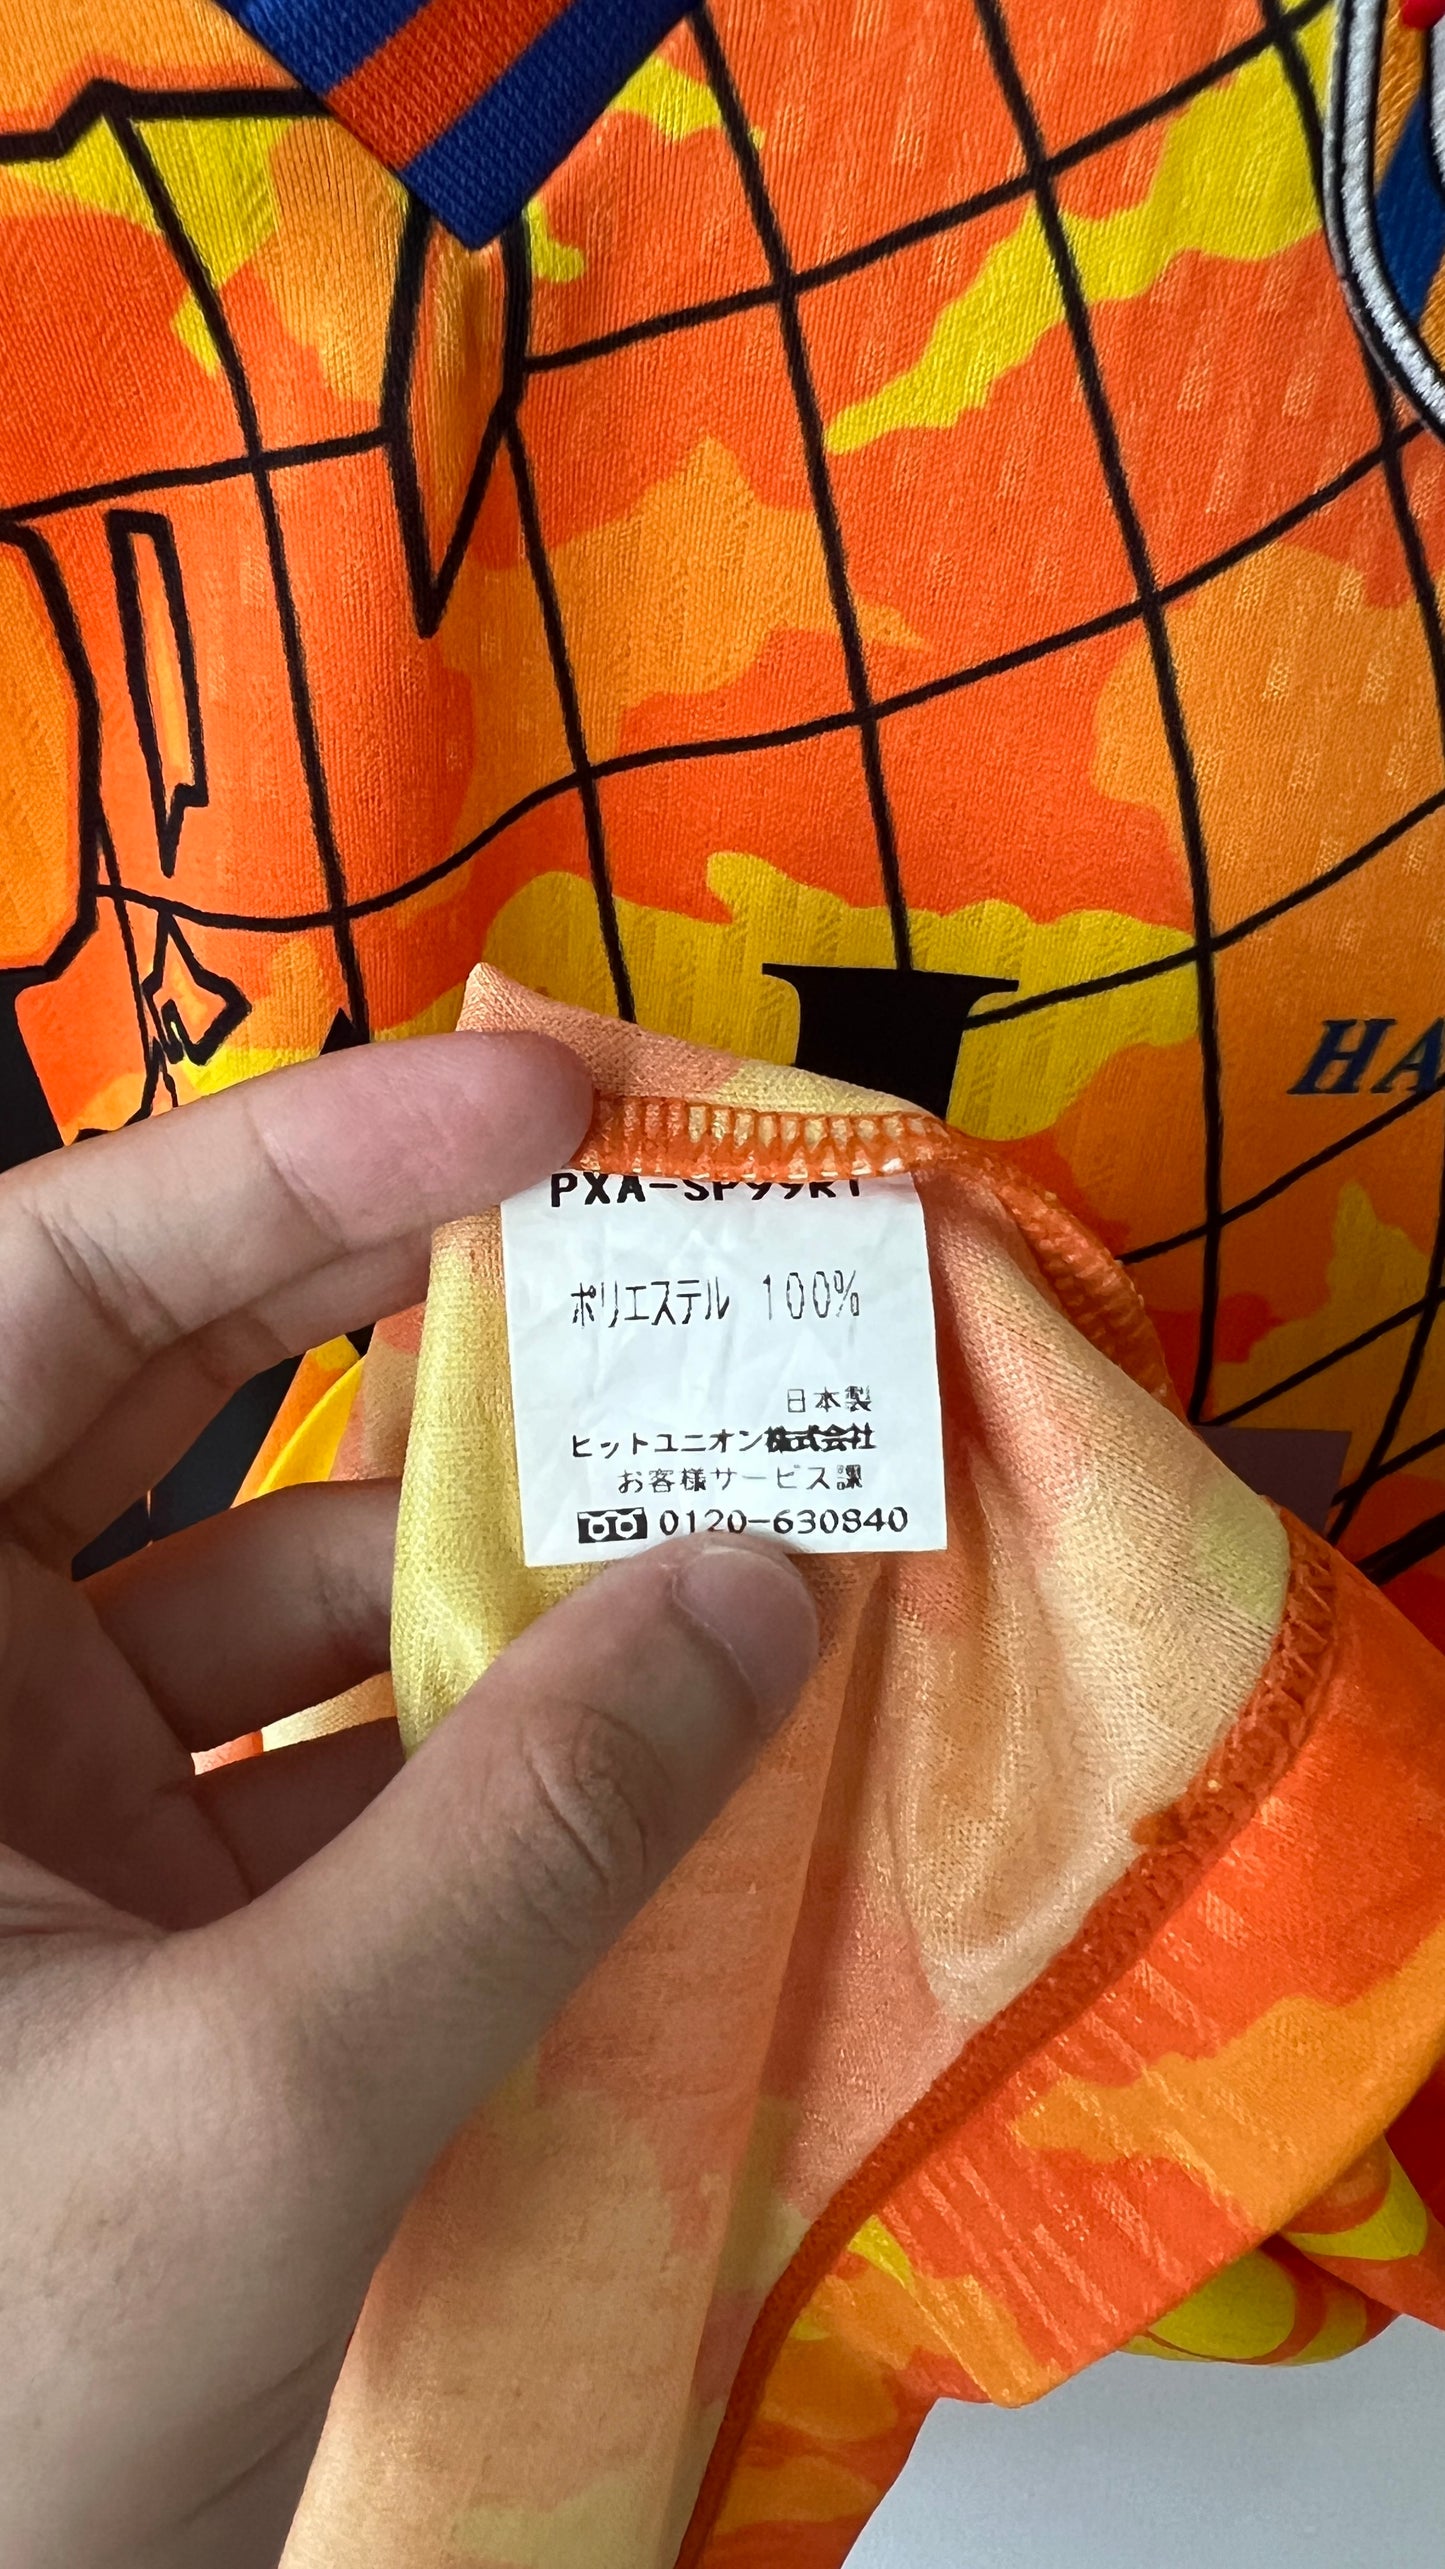 HA
PXA-SP99RT
ポリエステル 100%
日本製
ヒットユニオン株式会社
お客様サービス課
0120-630840